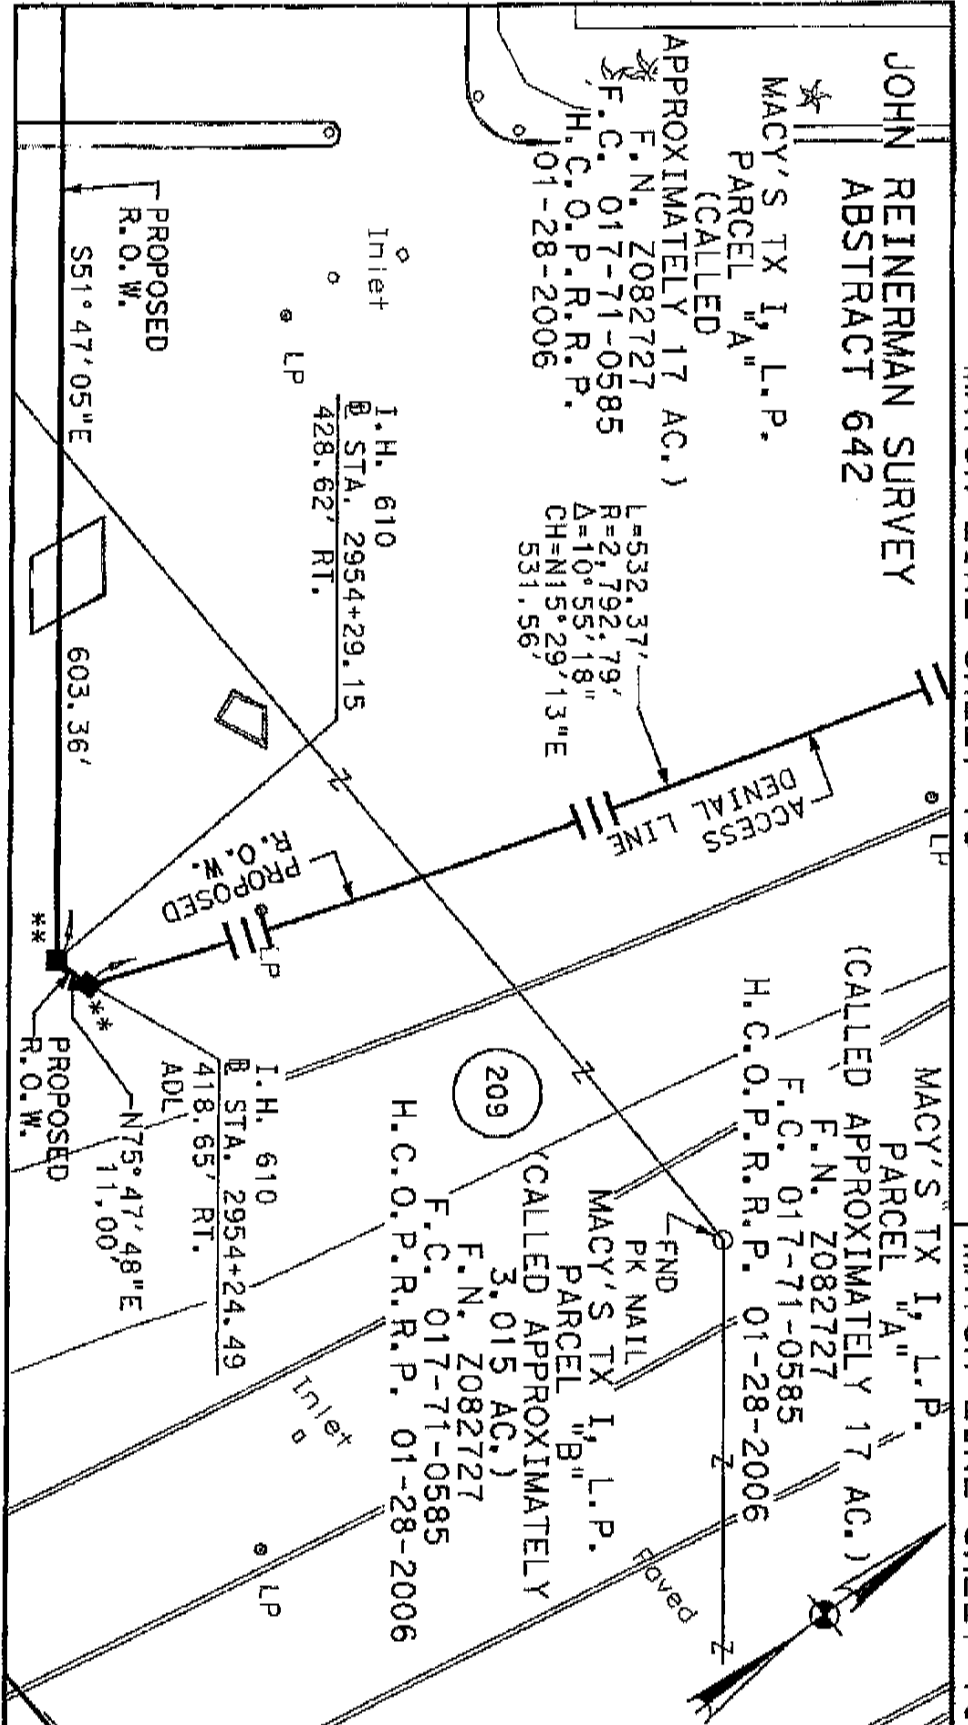 JOHN REINERMAN SURVEY
ABSTRACT 642
MACY'S TX I, L.P.
PARCEL "A"
(CALLED
APPROXIMATELY 17 AC.)
F.N. Z082727
F.C. 017-71-0585
H.C.O.P.R.R.P.
01-28-2006
L=532.37'
R=2,792.79'
Δ=10°55'18"
CH=N15°29'13"E
531.56'
ACCESS
DENIAL LINE
LP
MACY'S TX I, L.P.
PARCEL "A"
(CALLED APPROXIMATELY 17 AC.)
F.N. Z082727
F.C. 017-71-0585
H.C.O.P.R.R.P. 01-28-2006
Inlet
LP
I.H. 610
B STA. 2954+29.15
428.62' RT.
PROPOSED
R.O.W.
LP
209
FND
PK NAIL
MACY'S TX I, L.P.
PARCEL "B"
(CALLED APPROXIMATELY
3.015 AC.)
F.N. Z082727
F.C. 017-71-0585
H.C.O.P.R.R.P. 01-28-2006
Paved
PROPOSED
R.O.W.
S51°47'05"E
603.36'
**
**
I.H. 610
B STA. 2954+24.49
418.65' RT.
ADL
N75°47'48"E
11.00'
PROPOSED
R.O.W.
Inlet
LP
Z
Z
Z
Z